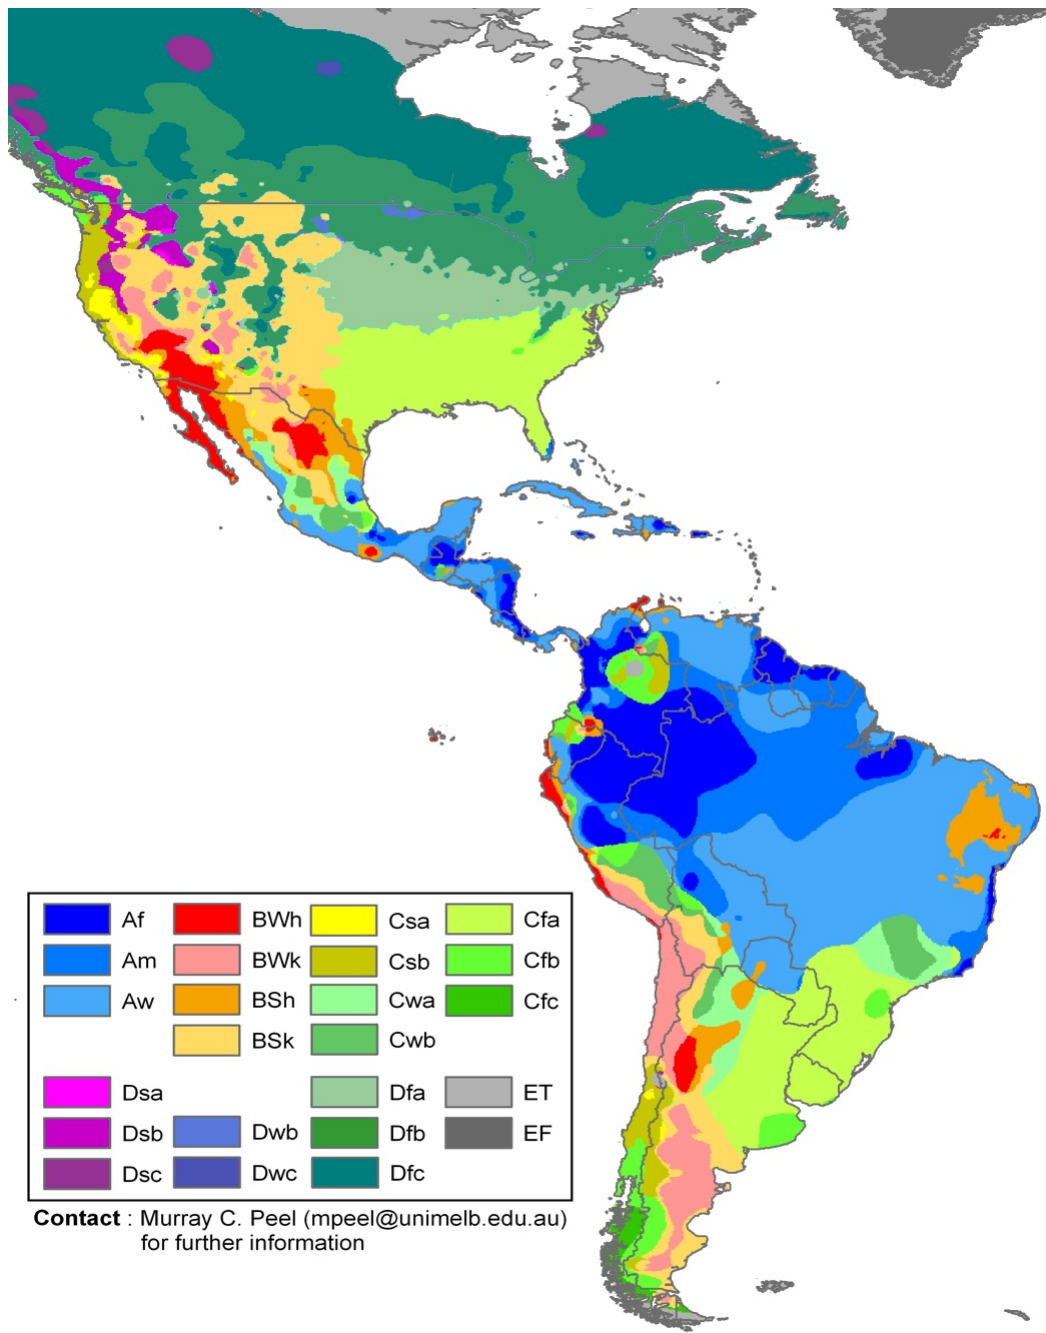 Af BWh Csa Cfa
Am BWk Csb Cfb
Aw BSh Cwa Cfc
BSk Cwb
Dsa Dfa ET
Dsb Dwb Dfb EF
Dsc Dwc Dfc
Contact : Murray C. Peel (mpeel@unimelb.edu.au)
for further information